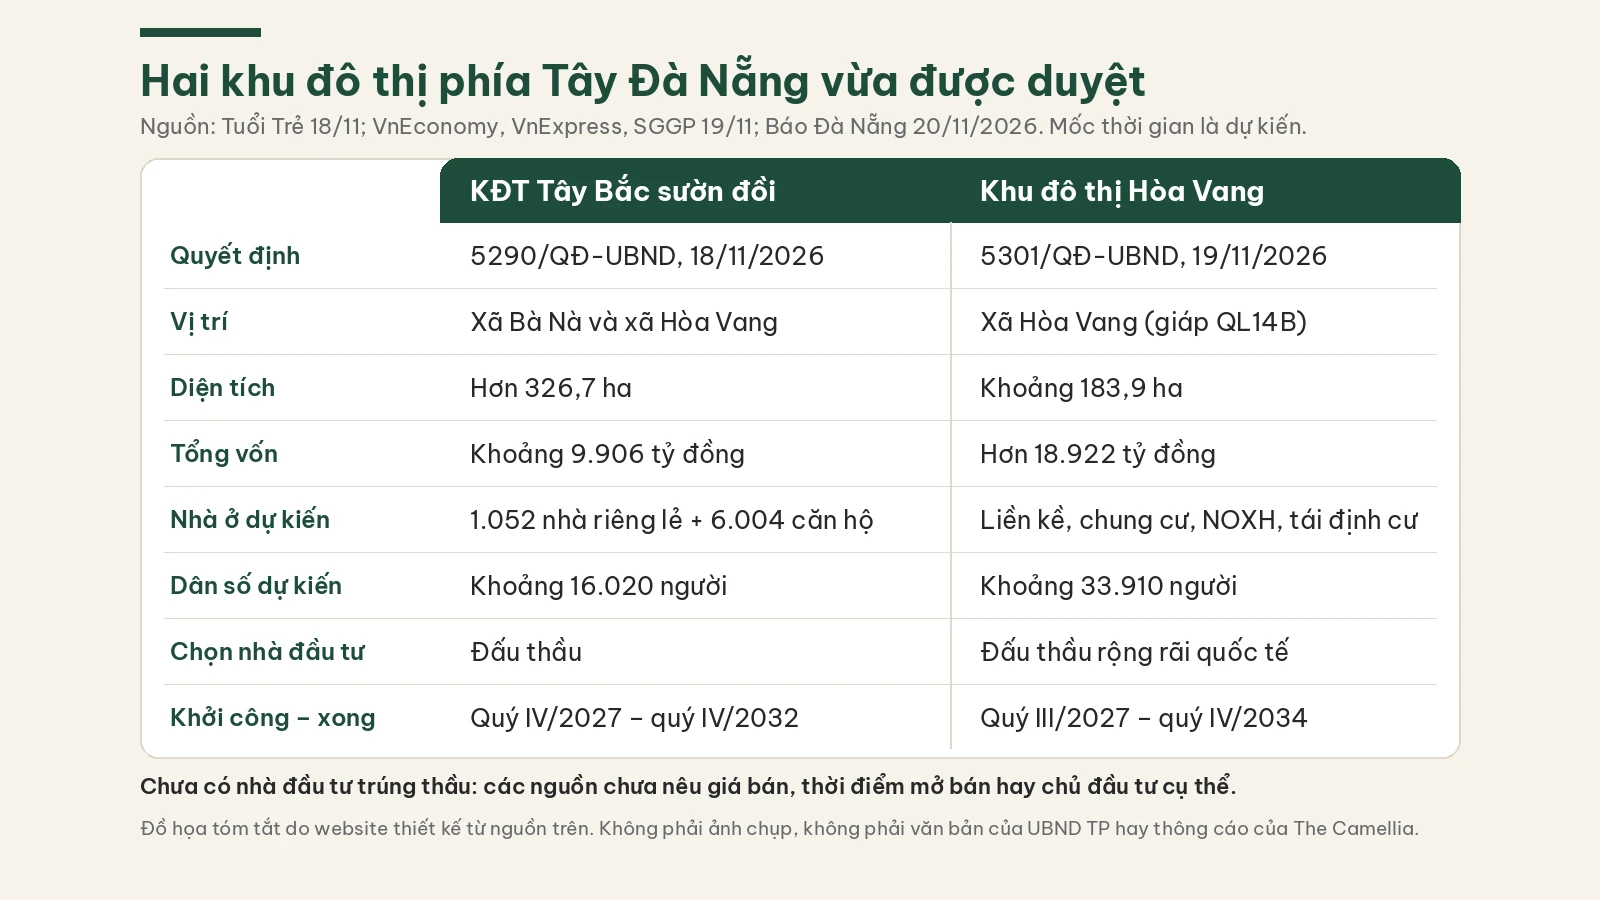 Hai khu đô thị phía Tây Đà Nẵng vừa được duyệt
Nguồn: Tuổi Trẻ 18/11; VnEconomy, VnExpress, SGGP 19/11; Báo Đà Nẵng 20/11/2026. Mốc thời gian là dự kiến.
KĐT Tây Bắc sườn đồi Khu đô thị Hòa Vang
Quyết định 5290/QĐ-UBND, 18/11/2026 5301/QĐ-UBND, 19/11/2026
Vị trí Xã Bà Nà và xã Hòa Vang Xã Hòa Vang (giáp QL14B)
Diện tích Hơn 326,7 ha Khoảng 183,9 ha
Tổng vốn Khoảng 9.906 tỷ đồng Hơn 18.922 tỷ đồng
Nhà ở dự kiến 1.052 nhà riêng lẻ + 6.004 căn hộ Liền kề, chung cư, NOXH, tái định cư
Dân số dự kiến Khoảng 16.020 người Khoảng 33.910 người
Chọn nhà đầu tư Đấu thầu Đấu thầu rộng rãi quốc tế
Khởi công – xong Quý IV/2027 – quý IV/2032 Quý III/2027 – quý IV/2034
Chưa có nhà đầu tư trúng thầu: các nguồn chưa nêu giá bán, thời điểm mở bán hay chủ đầu tư cụ thể.
Đồ họa tóm tắt do website thiết kế từ nguồn trên. Không phải ảnh chụp, không phải văn bản của UBND TP hay thông cáo của The Camellia.